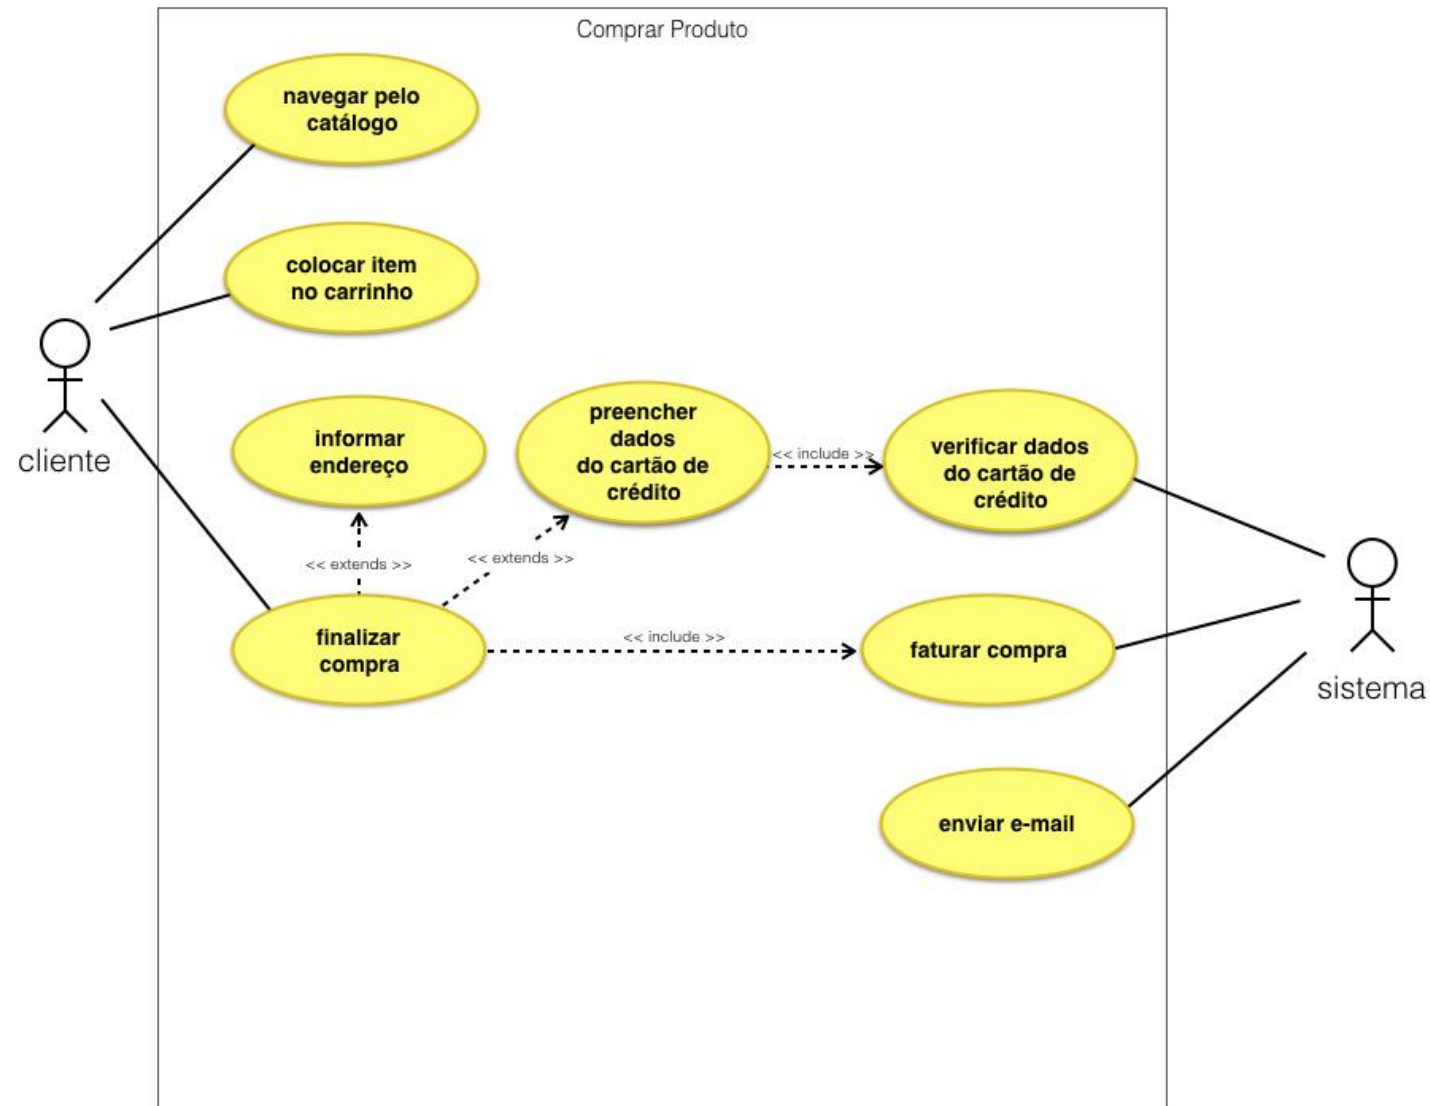 Comprar Produto
navegar pelo
catálogo
colocar item
no carrinho
cliente
informar
endereço
preencher
dados
do cartão de
crédito
<< include >>
verificar dados
do cartão de
crédito
<< extends >>
<< extends >>
finalizar
compra
<< include >>
faturar compra
sistema
enviar e-mail